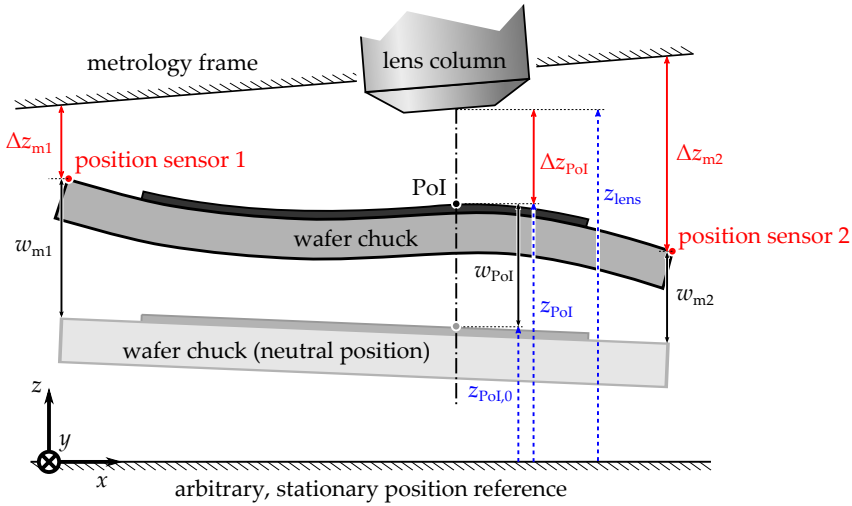 lens column
metrology frame
Δz_m1
position sensor 1
PoI
Δz_PoI
Δz_m2
z_lens
wafer chuck
position sensor 2
w_m1
w_PoI
w_m2
z_PoI
wafer chuck (neutral position)
z_PoI,0
z
y
x
arbitrary, stationary position reference